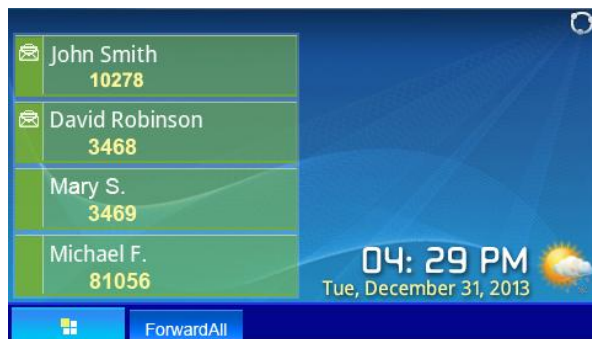 John Smith
10278
David Robinson
3468
Mary S.
3469
Michael F.
81056
04: 29 PM
Tue, December 31, 2013
ForwardAll